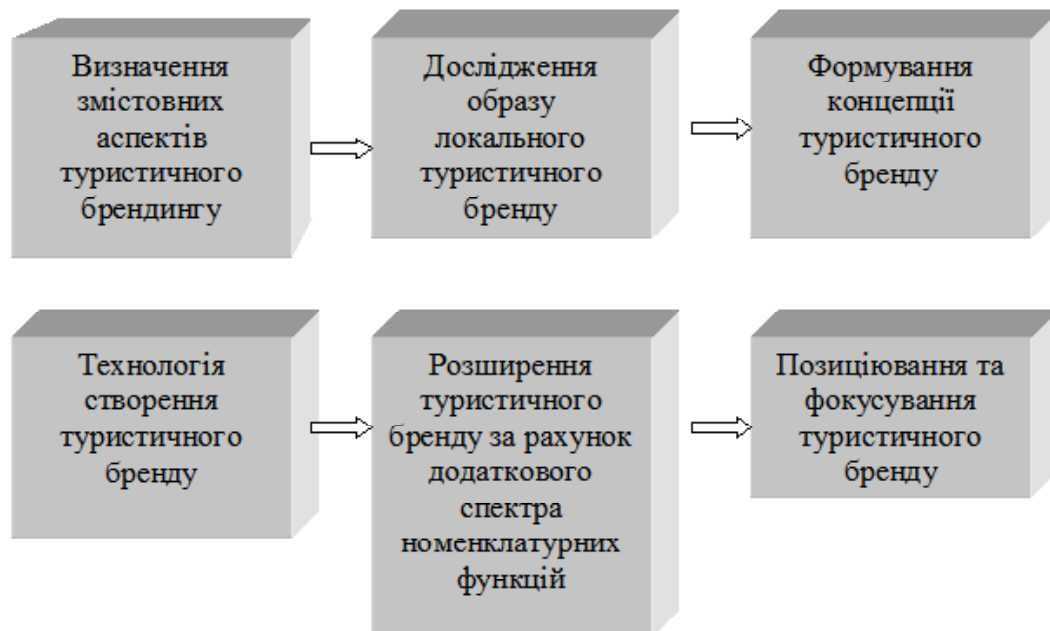 Визначення
змістовних
аспектів
туристичного
брендингу
Дослідження
образу
локального
туристичного
бренду
Формування
концепції
туристичного
бренду
Технологія
створення
туристичного
бренду
Розширення
туристичного
бренду за рахунок
додаткового
спектра
номенклатурних
функцій
Позиціювання та
фокусування
туристичного
бренду